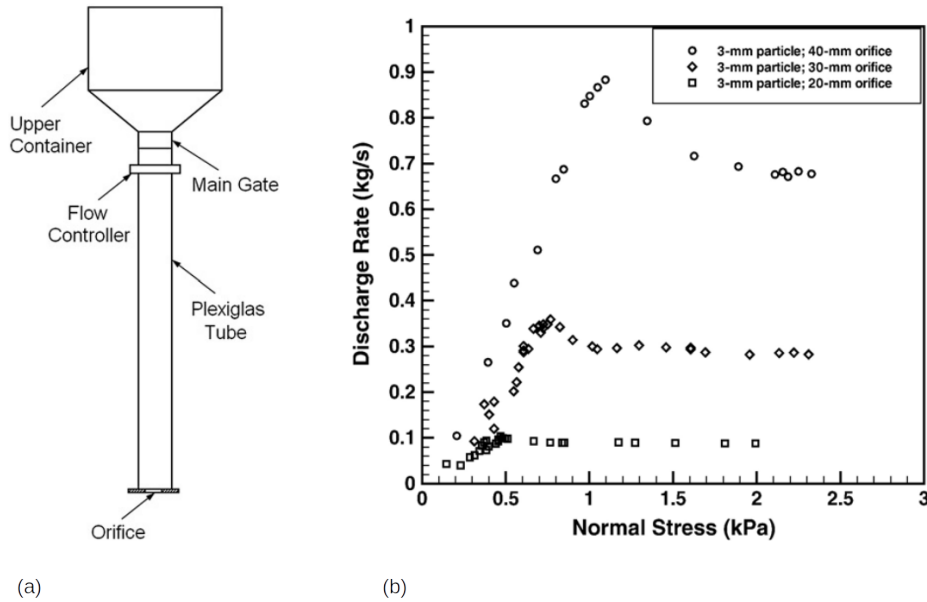 Upper
Container
Main Gate
Flow
Controller
Plexiglas
Tube
Orifice
(a)
Discharge Rate (kg/s)
1
0.9
0.8
0.7
0.6
0.5
0.4
0.3
0.2
0.1
0
3-mm particle; 40-mm orifice
3-mm particle; 30-mm orifice
3-mm particle; 20-mm orifice
0 0.5 1 1.5 2 2.5 3
Normal Stress (kPa)
(b)